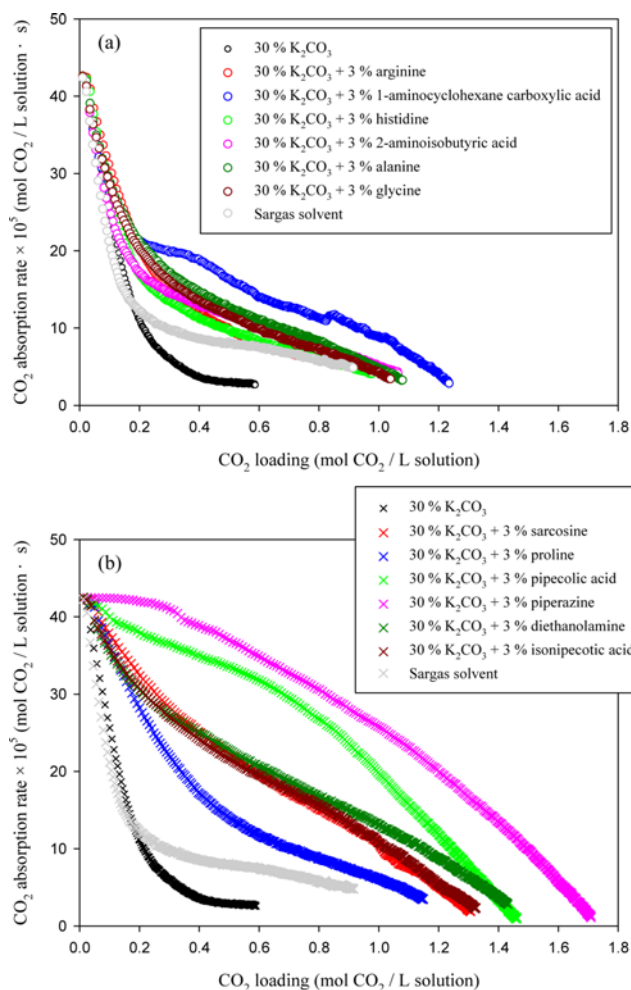 50
40
30
20
10
0
CO₂ absorption rate × 10⁵ (mol CO₂ / L solution · s)
(a)
30 % K₂CO₃
30 % K₂CO₃ + 3 % arginine
30 % K₂CO₃ + 3 % 1-aminocyclohexane carboxylic acid
30 % K₂CO₃ + 3 % histidine
30 % K₂CO₃ + 3 % 2-aminoisobutyric acid
30 % K₂CO₃ + 3 % alanine
30 % K₂CO₃ + 3 % glycine
Sargas solvent
0.0 0.2 0.4 0.6 0.8 1.0 1.2 1.4 1.6 1.8
CO₂ loading (mol CO₂ / L solution)
30 % K₂CO₃
30 % K₂CO₃ + 3 % sarcosine
30 % K₂CO₃ + 3 % proline
30 % K₂CO₃ + 3 % pipecolic acid
30 % K₂CO₃ + 3 % piperazine
30 % K₂CO₃ + 3 % diethanolamine
30 % K₂CO₃ + 3 % isonipecotic acid
Sargas solvent
50
40
30
20
10
0
CO₂ absorption rate × 10⁵ (mol CO₂ / L solution · s)
(b)
0.0 0.2 0.4 0.6 0.8 1.0 1.2 1.4 1.6 1.8
CO₂ loading (mol CO₂ / L solution)